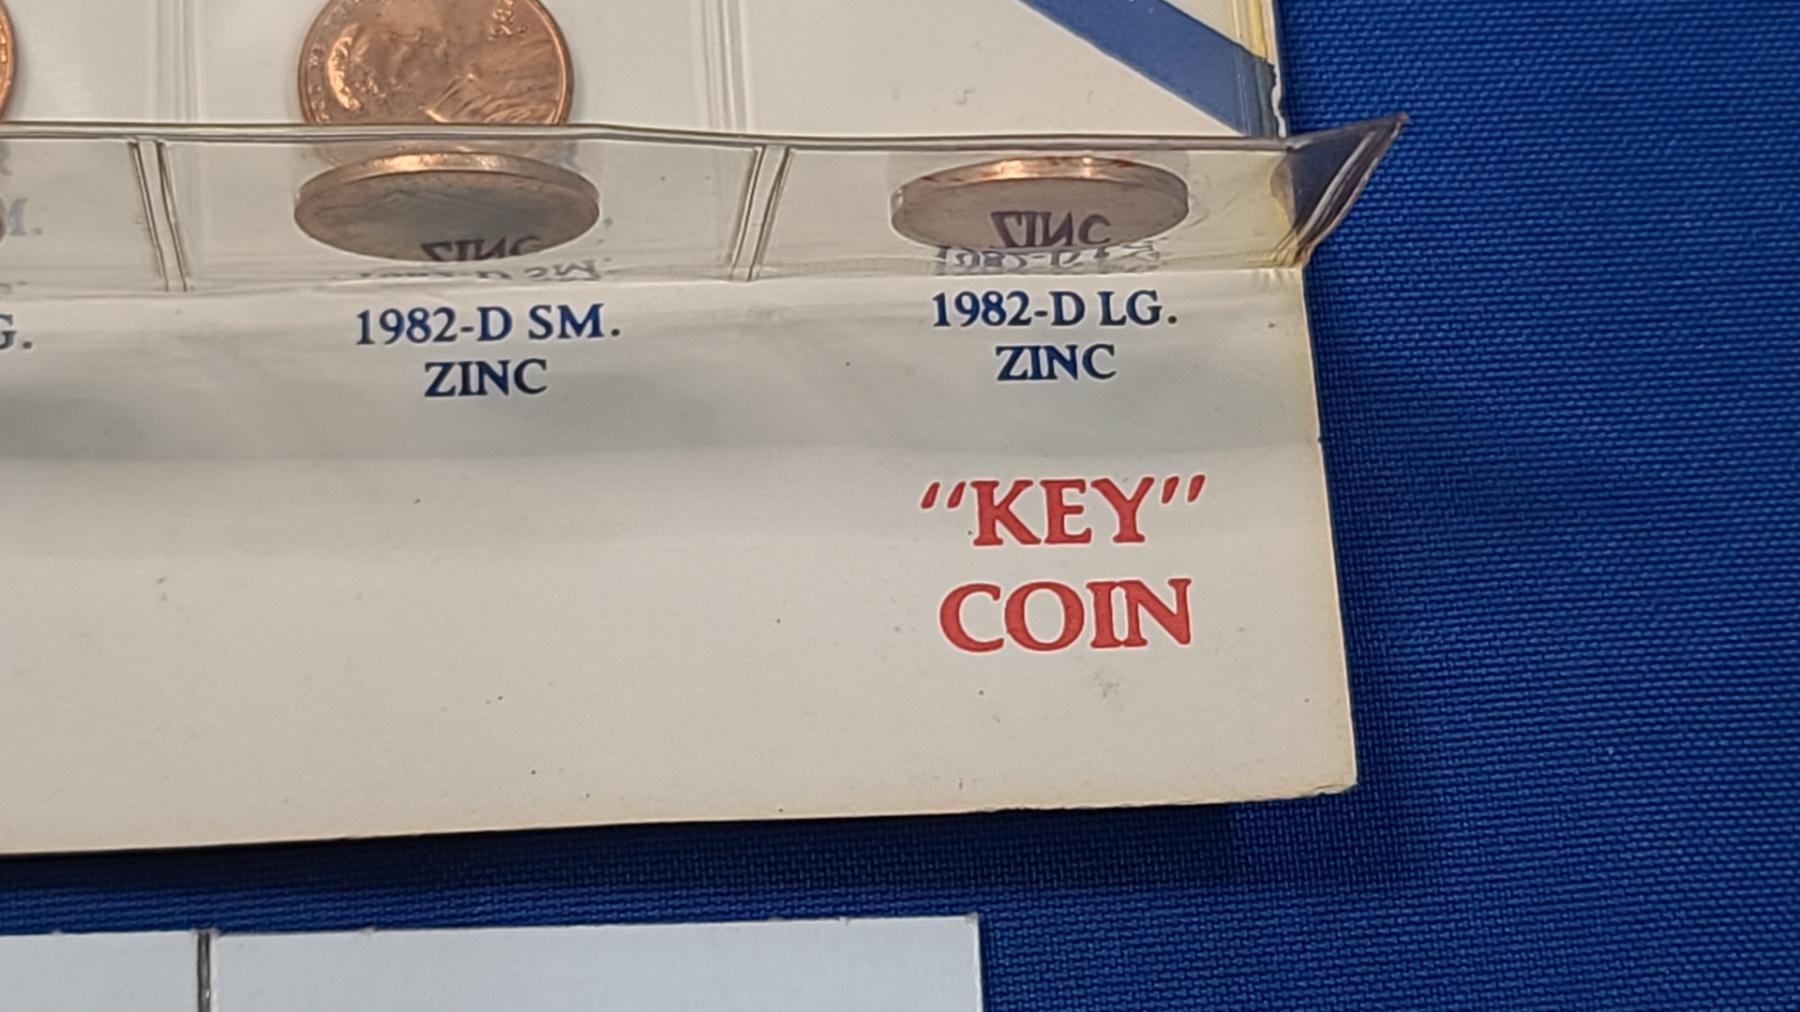 G.
1982-D SM.
ZINC
1982-D LG.
ZINC
"KEY"
COIN